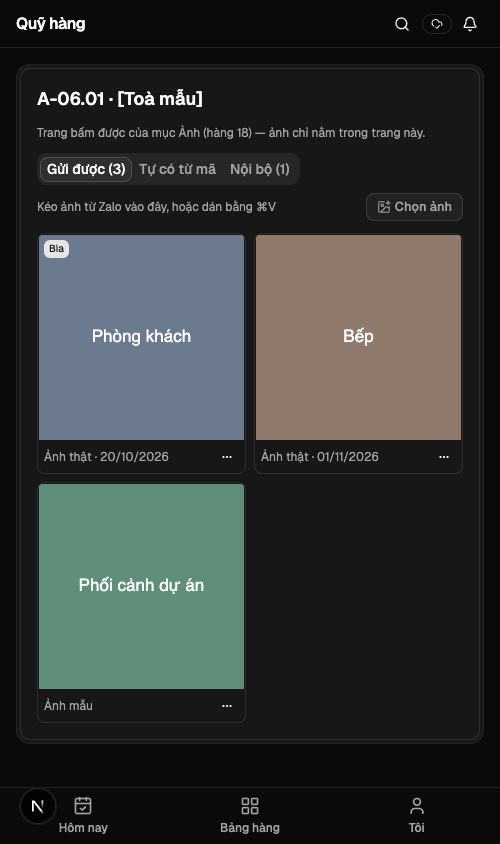 Quỹ hàng
A-06.01 · [Toà mẫu]
Trang bấm được của mục Ảnh (hàng 18) — ảnh chỉ nằm trong trang này.
Gửi được (3) Tự có từ mã Nội bộ (1)
Kéo ảnh từ Zalo vào đây, hoặc dán bằng ⌘V Chọn ảnh
Bìa
Phòng khách Bếp
Ảnh thật · 20/10/2026 ··· Ảnh thật · 01/11/2026 ···
Phối cảnh dự án
Ảnh mẫu ···
N
Hôm nay Bảng hàng Tôi